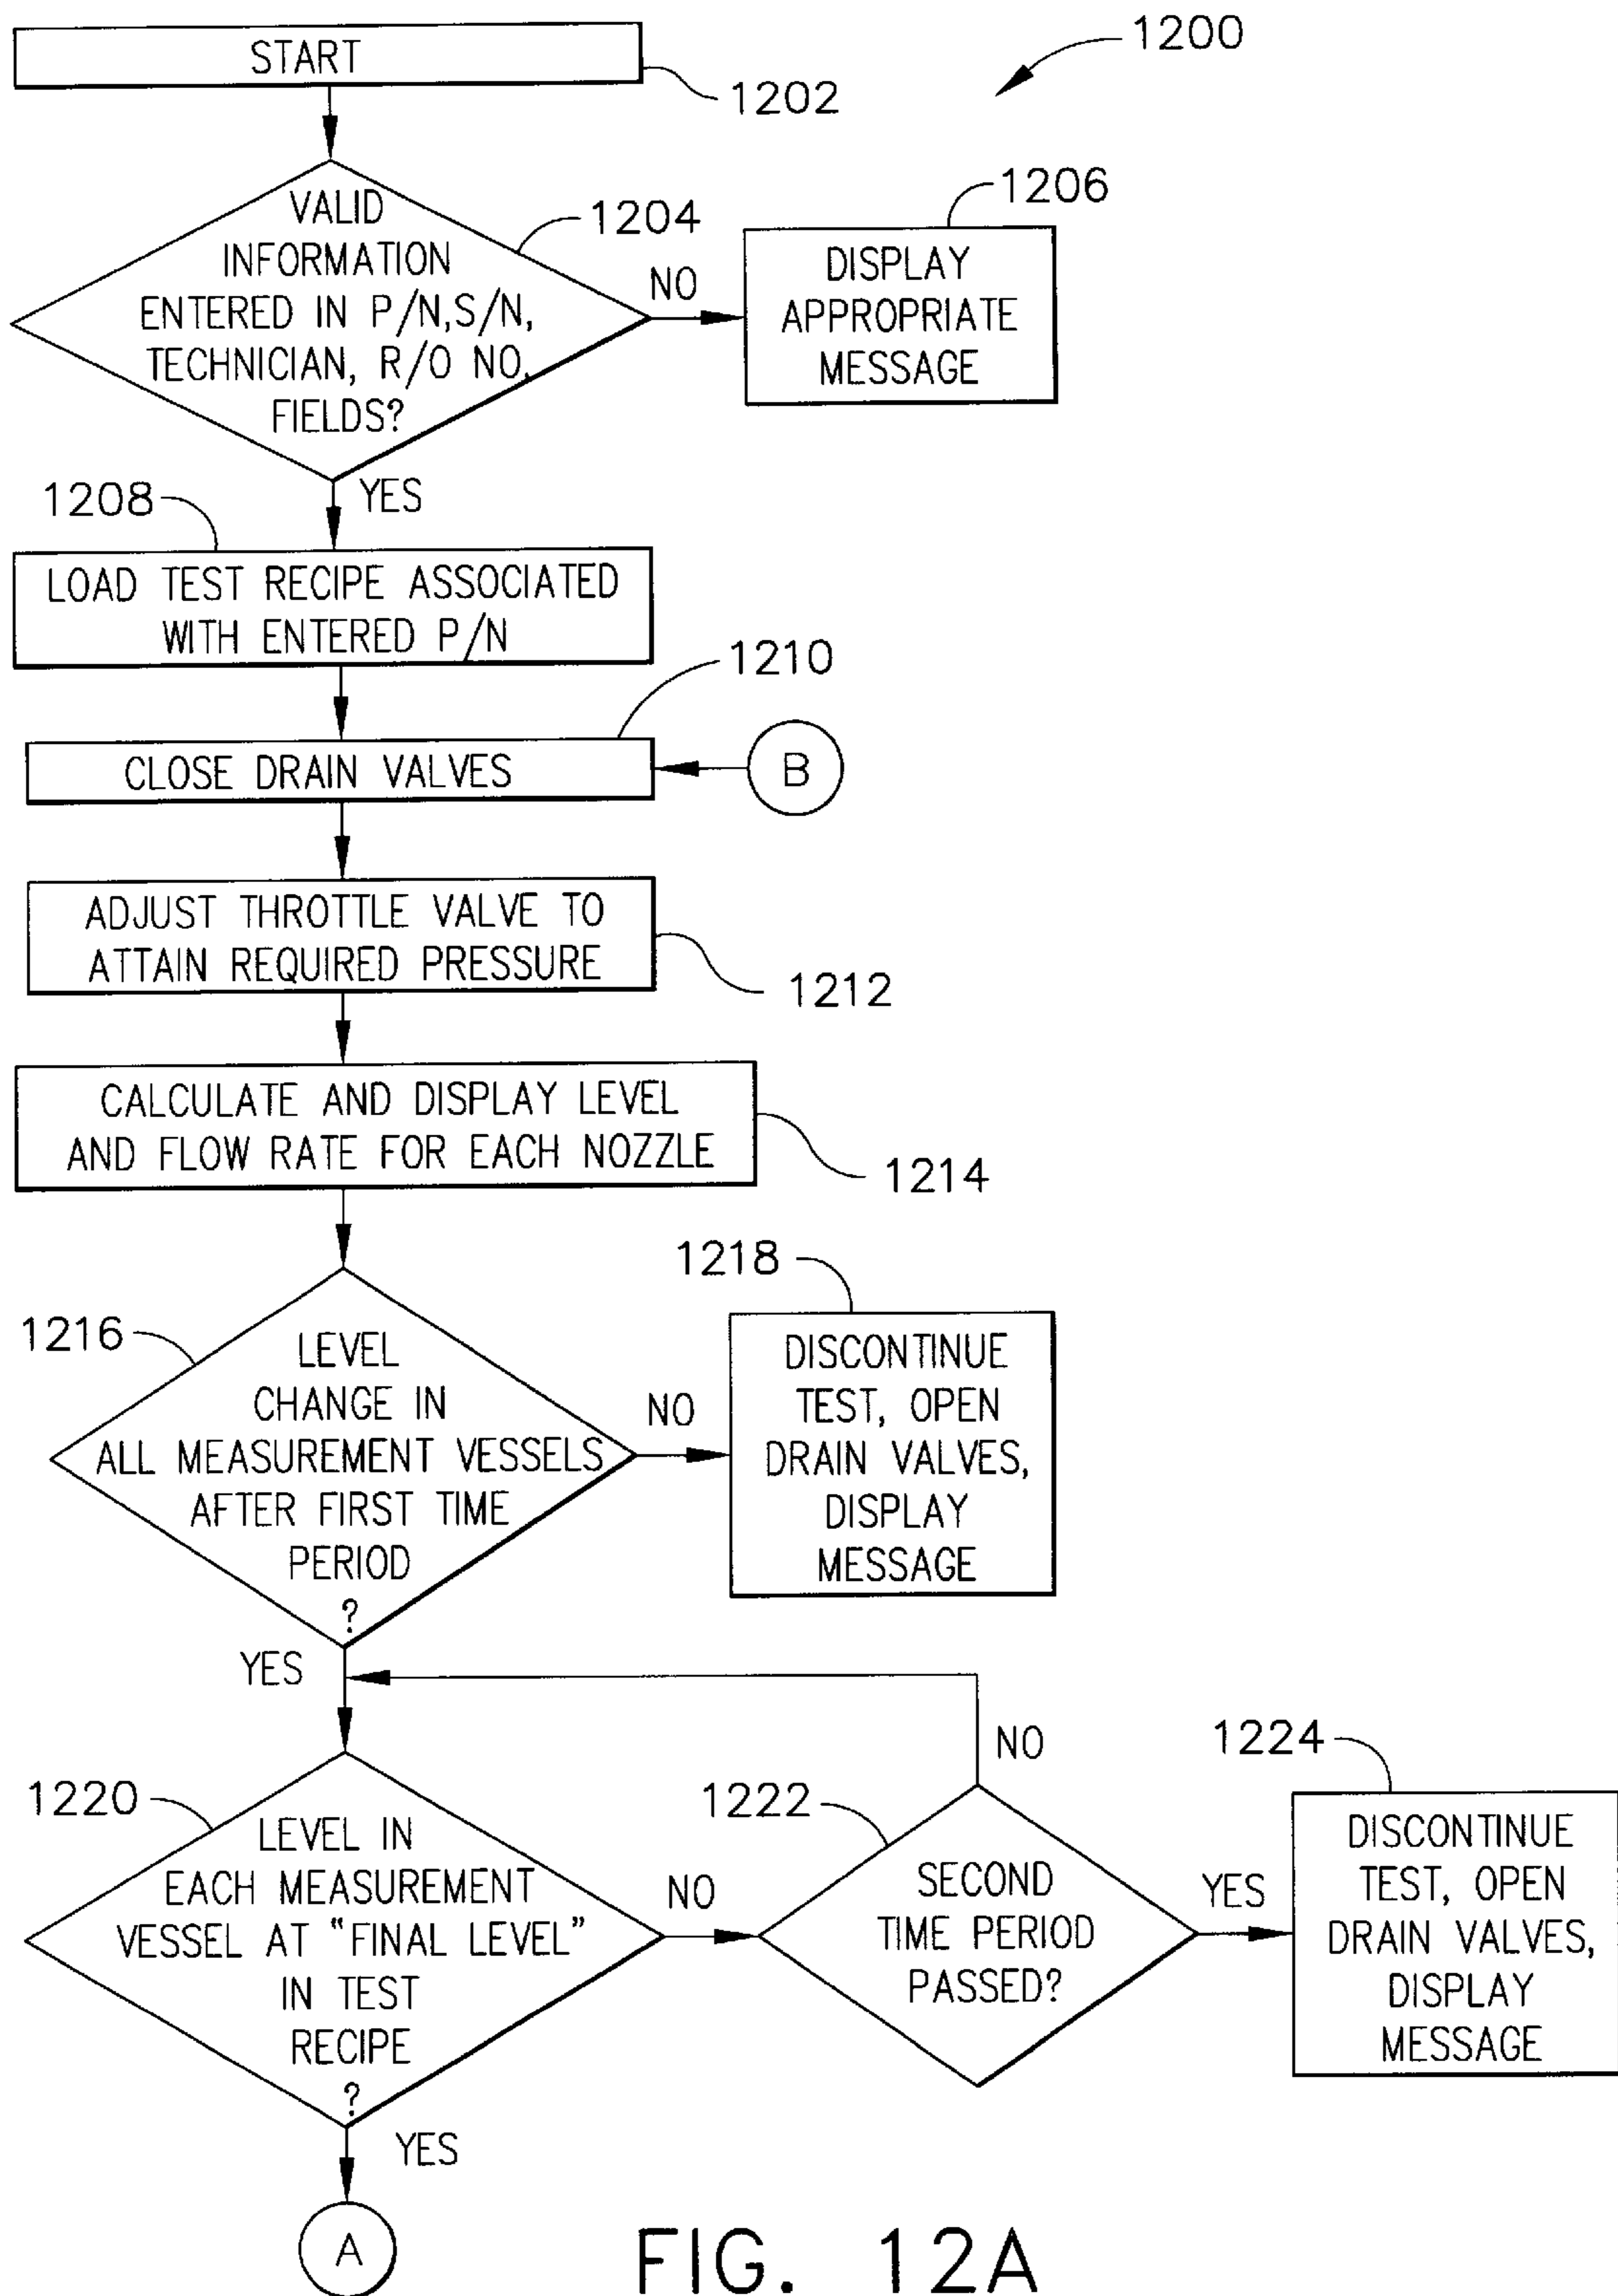 1200
START
1202
VALID
INFORMATION
ENTERED IN P/N,S/N,
TECHNICIAN, R/O NO.
FIELDS?
1204
NO
1206
DISPLAY
APPROPRIATE
MESSAGE
YES
1208
LOAD TEST RECIPE ASSOCIATED
WITH ENTERED P/N
1210
CLOSE DRAIN VALVES
B
ADJUST THROTTLE VALVE TO
ATTAIN REQUIRED PRESSURE
1212
CALCULATE AND DISPLAY LEVEL
AND FLOW RATE FOR EACH NOZZLE
1214
1216
LEVEL
CHANGE IN
ALL MEASUREMENT VESSELS
AFTER FIRST TIME
PERIOD
?
NO
1218
DISCONTINUE
TEST, OPEN
DRAIN VALVES,
DISPLAY
MESSAGE
YES
1220
LEVEL IN
EACH MEASUREMENT
VESSEL AT "FINAL LEVEL"
IN TEST
RECIPE
?
NO
1222
SECOND
TIME PERIOD
PASSED?
NO
YES
1224
DISCONTINUE
TEST, OPEN
DRAIN VALVES,
DISPLAY
MESSAGE
YES
A
FIG. 12A